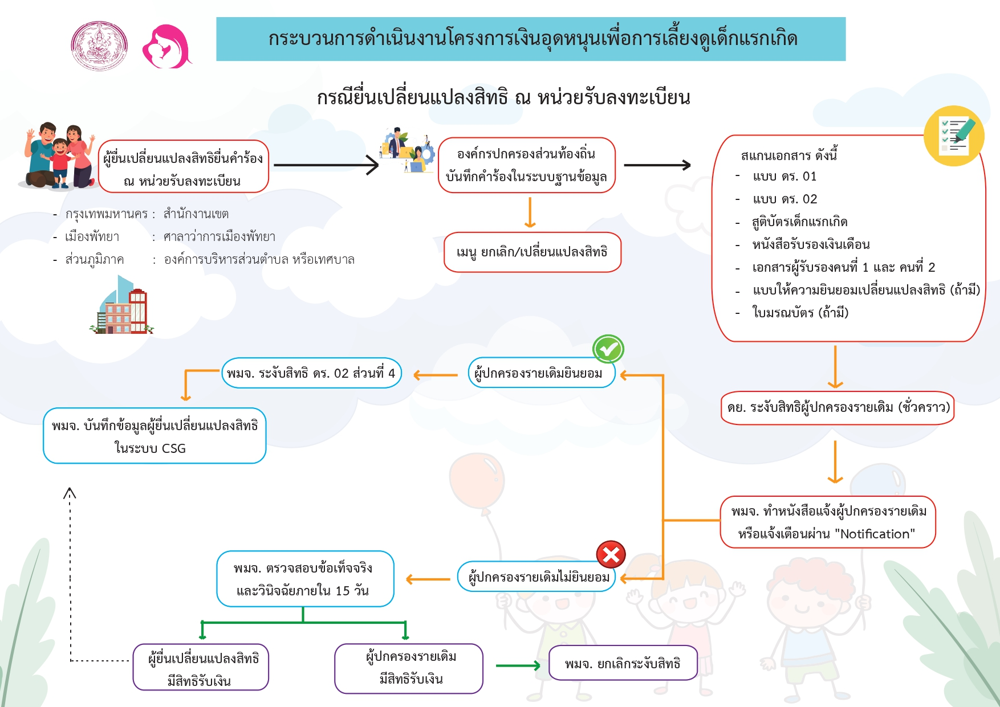 กระบวนการดำเนินงานโครงการเงินอุดหนุนเพื่อการเลี้ยงดูเด็กแรกเกิด
กรณียื่นเปลี่ยนแปลงสิทธิ ณ หน่วยรับลงทะเบียน
ผู้ยื่นเปลี่ยนแปลงสิทธิยื่นคำร้อง
ณ หน่วยรับลงทะเบียน
- กรุงเทพมหานคร : สำนักงานเขต
- เมืองพัทยา : ศาลาว่าการเมืองพัทยา
- ส่วนภูมิภาค : องค์การบริหารส่วนตำบล หรือเทศบาล
องค์กรปกครองส่วนท้องถิ่น
บันทึกคำร้องในระบบฐานข้อมูล
เมนู ยกเลิก/เปลี่ยนแปลงสิทธิ
สแกนเอกสาร ดังนี้
- แบบ ดร. 01
- แบบ ดร. 02
- สูติบัตรเด็กแรกเกิด
- หนังสือรับรองเงินเดือน
- เอกสารผู้รับรองคนที่ 1 และ คนที่ 2
- แบบให้ความยินยอมเปลี่ยนแปลงสิทธิ (ถ้ามี)
- ใบมรณบัตร (ถ้ามี)
ดย. ระงับสิทธิผู้ปกครองรายเดิม (ชั่วคราว)
พมจ. ทำหนังสือแจ้งผู้ปกครองรายเดิม
หรือแจ้งเตือนผ่าน "Notification"
ผู้ปกครองรายเดิมยินยอม
พมจ. ระงับสิทธิ ดร. 02 ส่วนที่ 4
พมจ. บันทึกข้อมูลผู้ยื่นเปลี่ยนแปลงสิทธิ
ในระบบ CSG
ผู้ปกครองรายเดิมไม่ยินยอม
พมจ. ตรวจสอบข้อเท็จจริง
และวินิจฉัยภายใน 15 วัน
ผู้ยื่นเปลี่ยนแปลงสิทธิ
มีสิทธิรับเงิน
ผู้ปกครองรายเดิม
มีสิทธิรับเงิน
พมจ. ยกเลิกระงับสิทธิ